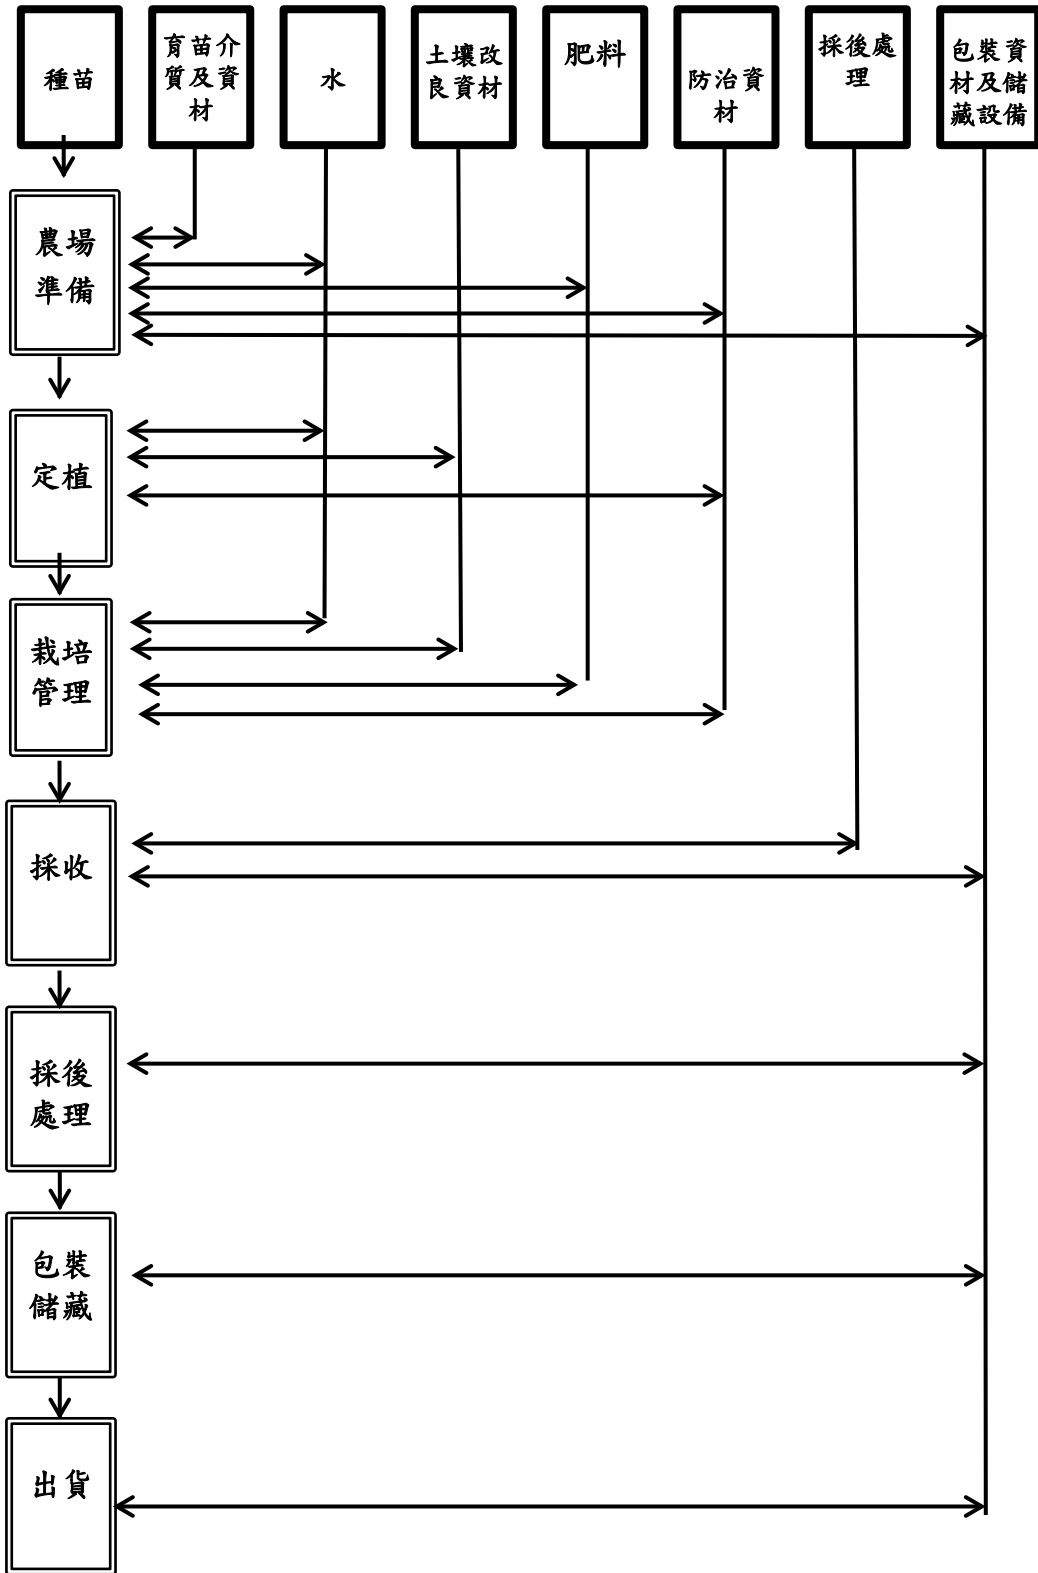 種苗
育苗介
質及資
材
水
土壤改
良資材
肥料
防治資
材
採後處
理
包裝資
材及儲
藏設備
農場
準備
定植
栽培
管理
採收
採後
處理
包裝
儲藏
出貨